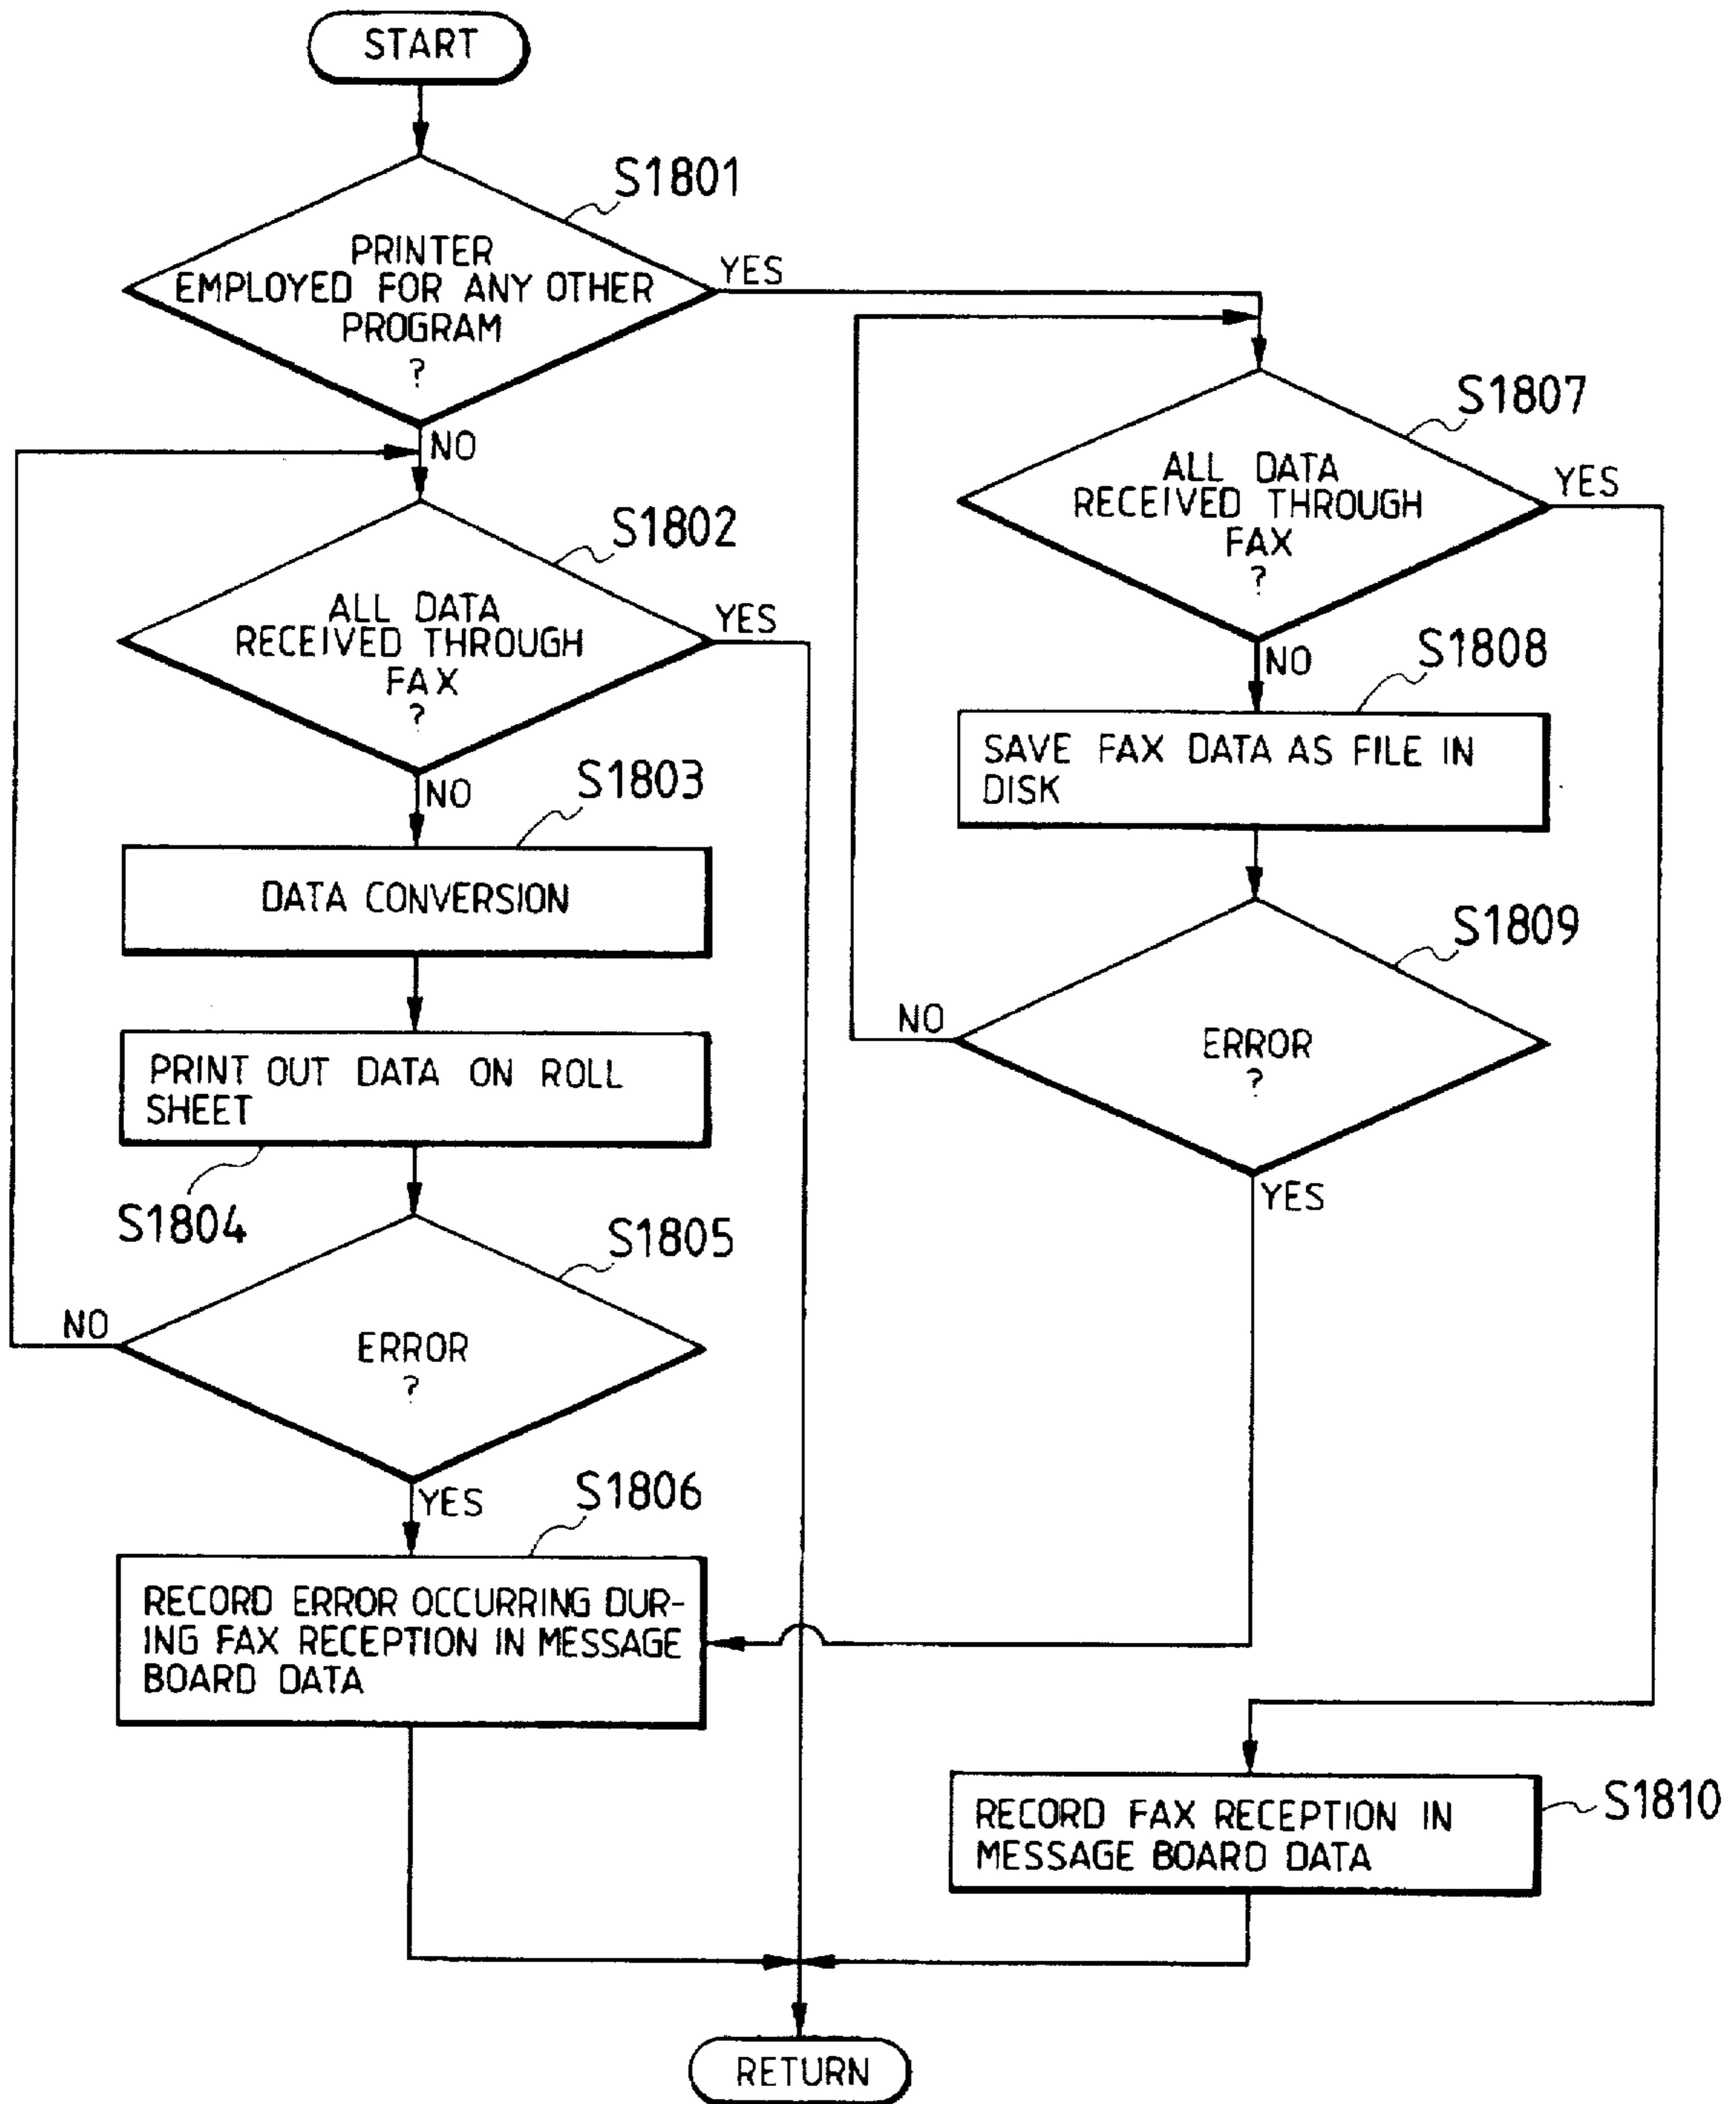 START
S1801
PRINTER
EMPLOYED FOR ANY OTHER
PROGRAM
?
YES
NO
S1802
ALL DATA
RECEIVED THROUGH
FAX
?
YES
NO
S1803
DATA CONVERSION
PRINT OUT DATA ON ROLL
SHEET
S1804
S1805
ERROR
?
NO
YES
S1806
RECORD ERROR OCCURRING DUR-
ING FAX RECEPTION IN MESSAGE
BOARD DATA
S1807
ALL DATA
RECEIVED THROUGH
FAX
?
YES
NO
S1808
SAVE FAX DATA AS FILE IN
DISK
S1809
ERROR
?
NO
YES
S1810
RECORD FAX RECEPTION IN
MESSAGE BOARD DATA
RETURN